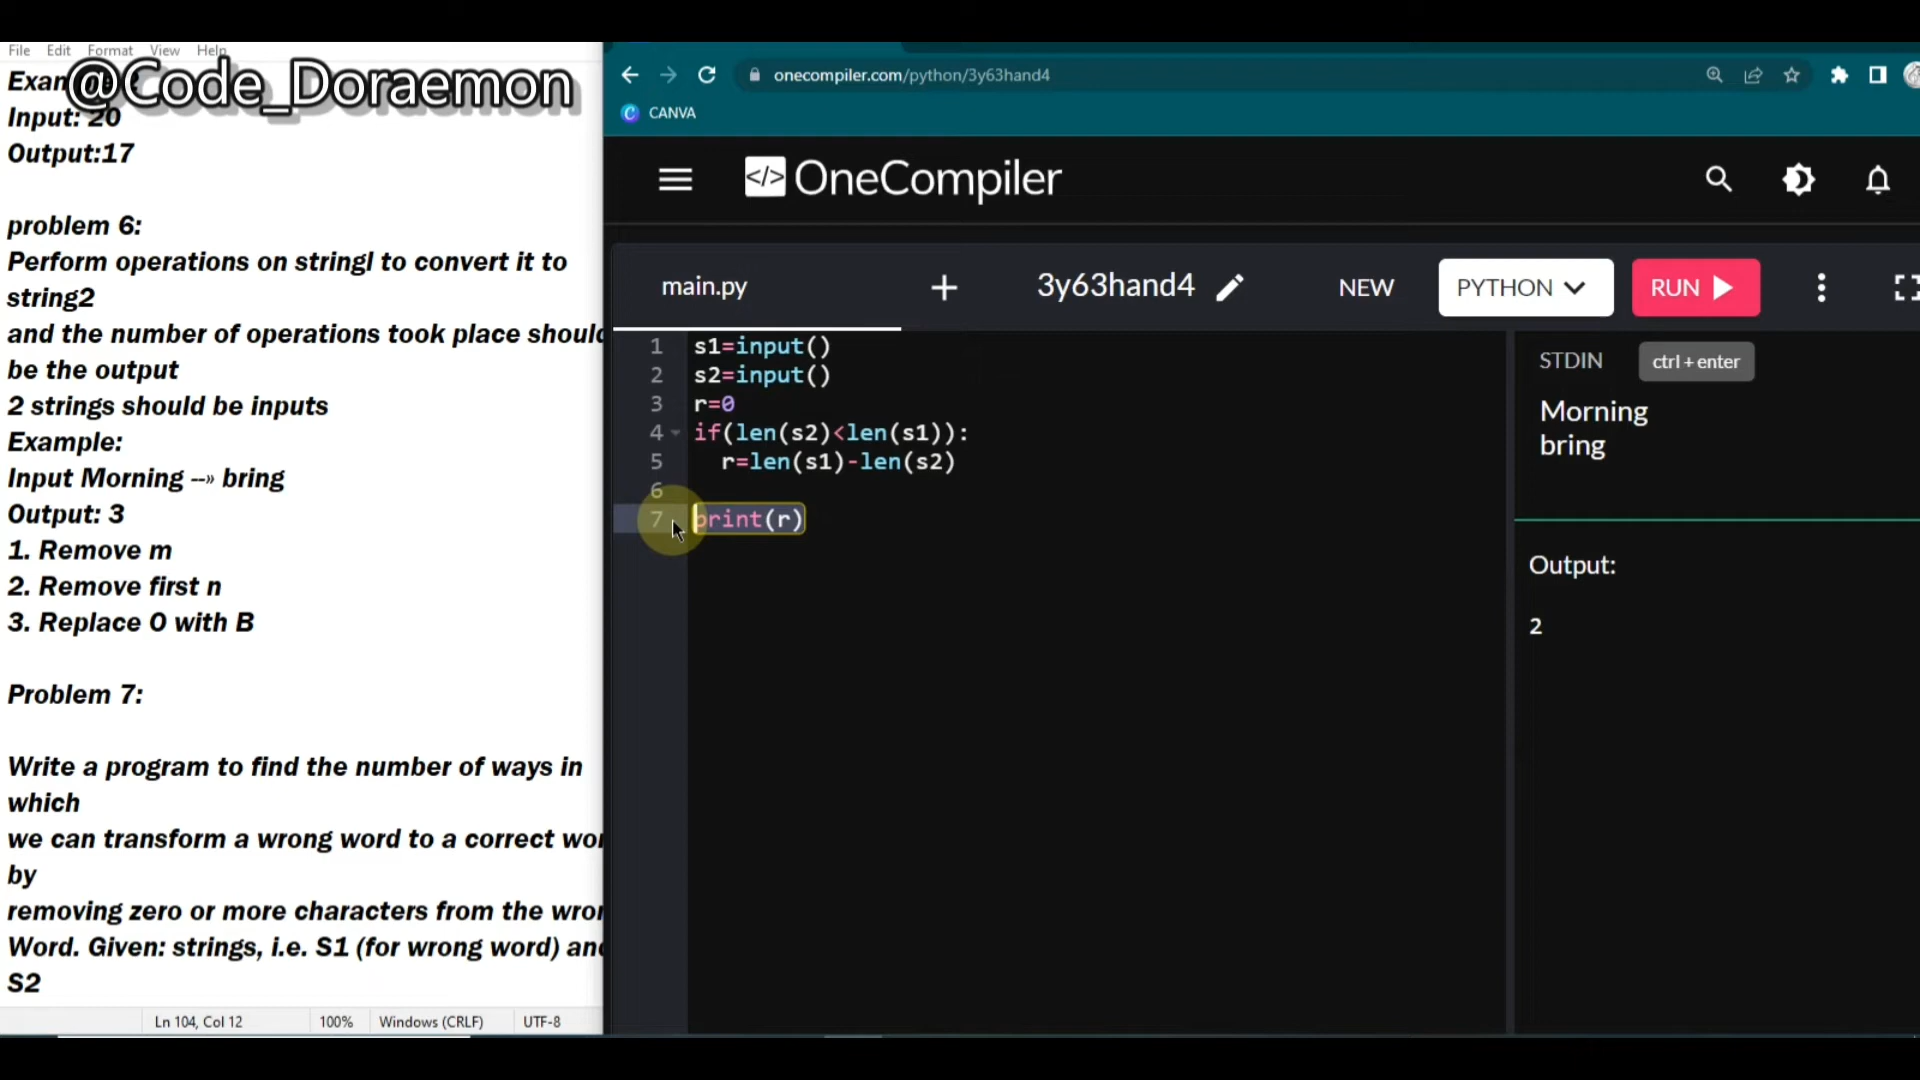 File Edit Format View Help
@Code_Doraemon
Input: 20
Output:17
problem 6:
Perform operations on stringl to convert it to
string2
and the number of operations took place should
be the output
2 strings should be inputs
Example:
Input Morning --» bring
Output: 3
1. Remove m
2. Remove first n
3. Replace O with B
Problem 7:
Write a program to find the number of ways in
which
we can transform a wrong word to a correct
by
removing zero or more characters from the
Word. Given: strings, i.e. S1 (for wrong word) and
S2
Ln 104, Col 12 100% Windows (CRLF) UTF-8
onecompiler.com/python/3y63hand4
C CANVA
</> OneCompiler
main.py + 3y63hand4 NEW PYTHON RUN
1 s1=input()
2 s2=input()
3 r=0
4 if(len(s2)<len(s1)):
5 r=len(s1)-len(s2)
6
7 print(r)
STDIN ctrl + enter
Morning
bring
Output:
2